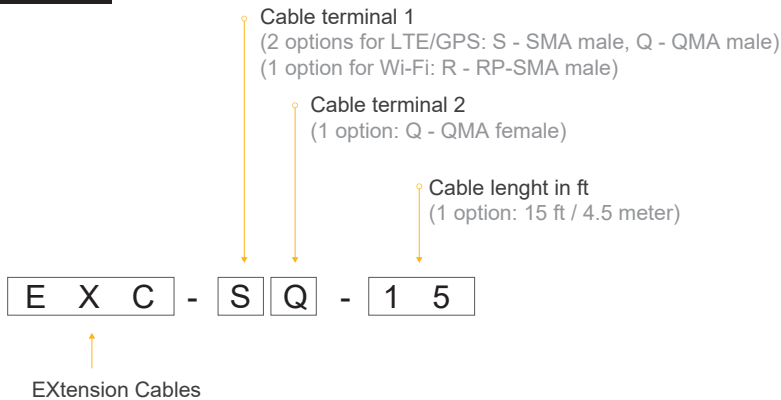 Cable terminal 1
(2 options for LTE/GPS: S - SMA male, Q - QMA male)
(1 option for Wi-Fi: R - RP-SMA male)
Cable terminal 2
(1 option: Q - QMA female)
Cable lenght in ft
(1 option: 15 ft / 4.5 meter)
E X C - S Q - 1 5
EXtension Cables